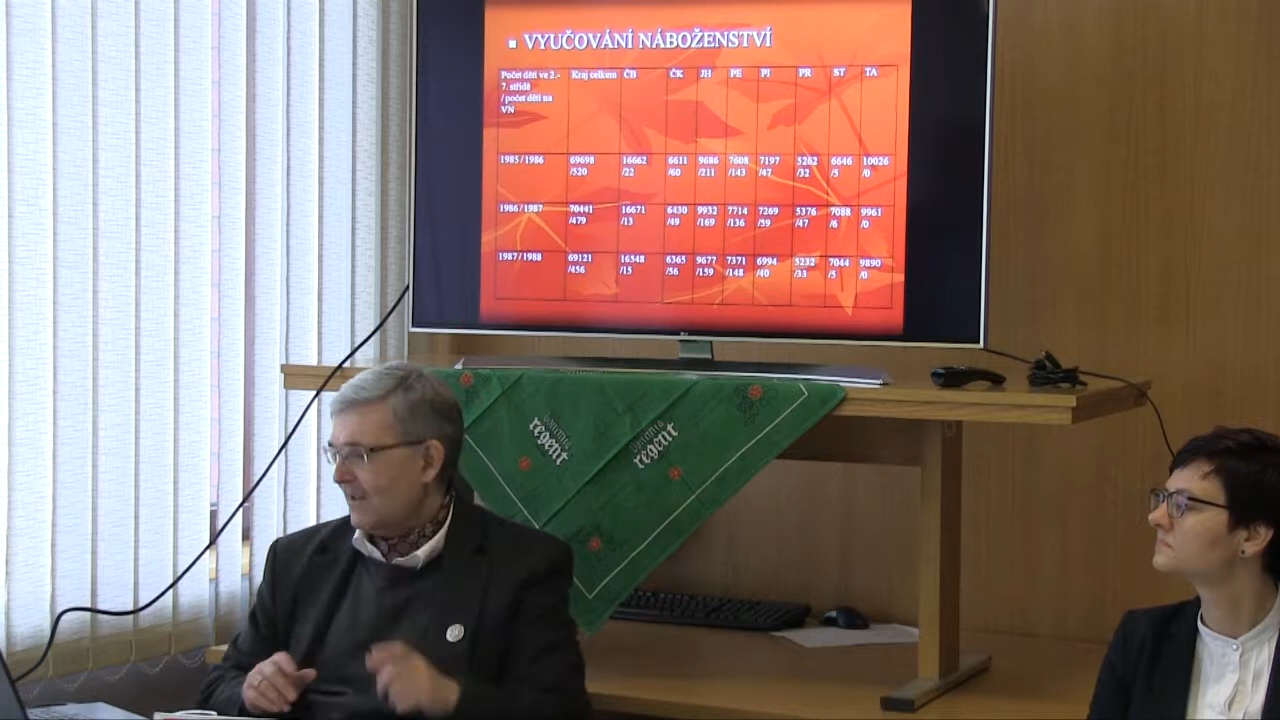 ▪ VYUČOVÁNÍ NÁBOŽENSTVÍ
Počet dětí ve 2.- Kraj celkem ČB ČK JH PE PI PR ST TA
7. střídě
/ počet dětí na
VN
1985/1986 69698 16662 6611 9686 7608 7197 5262 6646 10026
/520 /22 /60 /211 /143 /47 /32 /5 /0
1986/1987 70441 16671 6430 9932 7714 7269 5376 7088 9961
/479 /13 /49 /169 /136 /59 /47 /6 /0
1987/1988 69121 16548 6365 9677 7371 6994 5232 7044 9890
/456 /15 /56 /159 /148 /40 /33 /5 /0
regent
regent